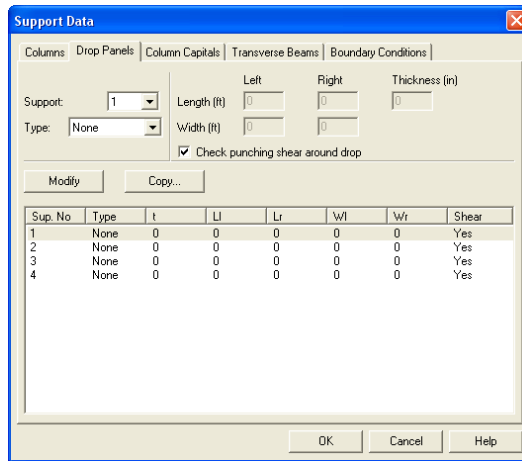 Support Data
Columns Drop Panels Column Capitals Transverse Beams Boundary Conditions
Left Right Thickness (in)
Support: 1 Length (ft) 0 0 0
Type: None Width (ft) 0 0
Check punching shear around drop
Modify Copy...
Sup. No Type t Ll Lr Wl Wr Shear
1 None 0 0 0 0 0 Yes
2 None 0 0 0 0 0 Yes
3 None 0 0 0 0 0 Yes
4 None 0 0 0 0 0 Yes
OK Cancel Help